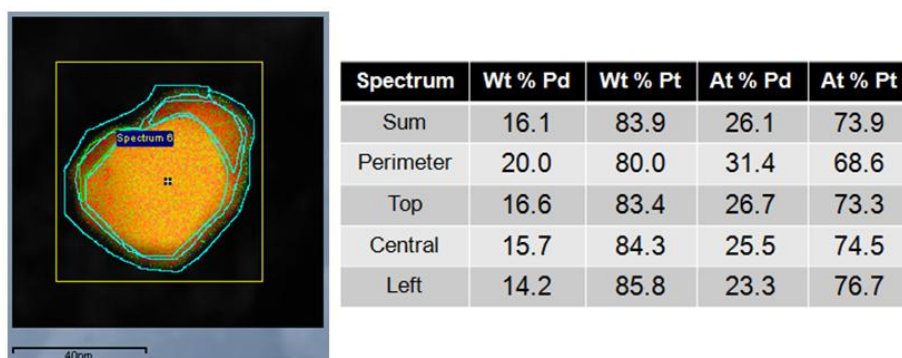 Spectrum 6
40nm
Spectrum Wt % Pd Wt % Pt At % Pd At % Pt
Sum 16.1 83.9 26.1 73.9
Perimeter 20.0 80.0 31.4 68.6
Top 16.6 83.4 26.7 73.3
Central 15.7 84.3 25.5 74.5
Left 14.2 85.8 23.3 76.7